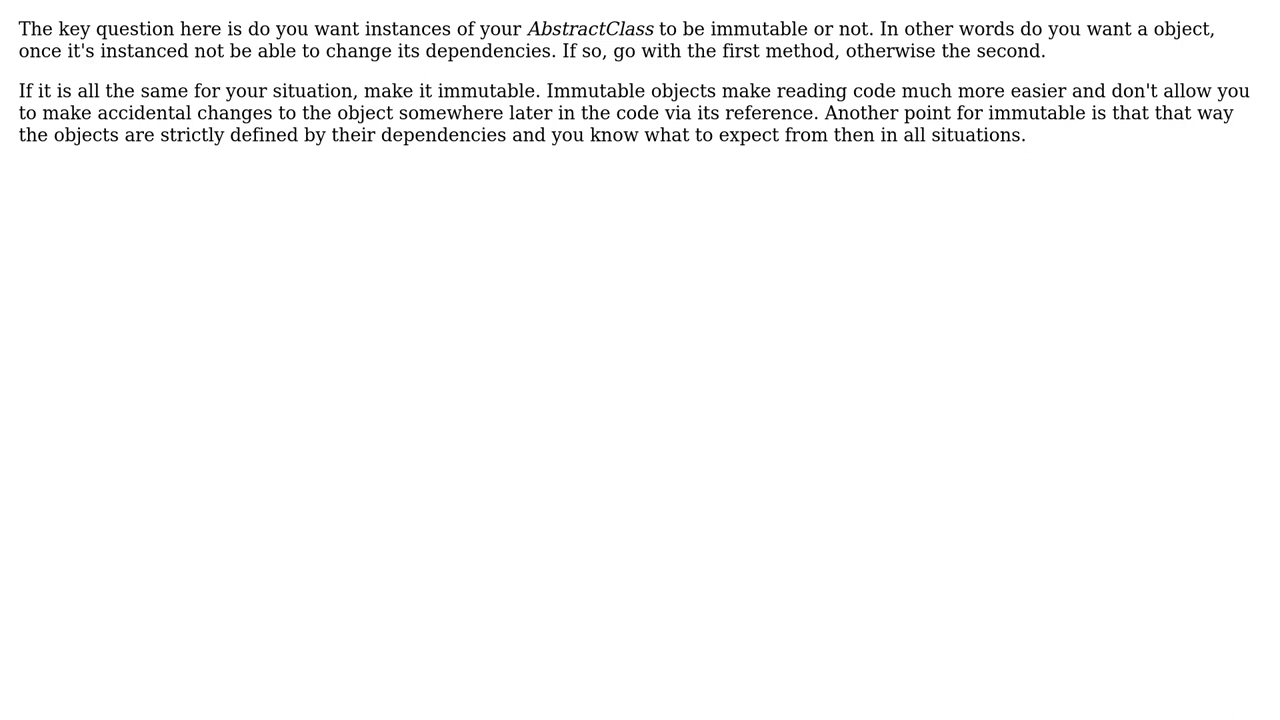 The key question here is do you want instances of your AbstractClass to be immutable or not. In other words do you want a object,
once it's instanced not be able to change its dependencies. If so, go with the first method, otherwise the second.
If it is all the same for your situation, make it immutable. Immutable objects make reading code much more easier and don't allow you
to make accidental changes to the object somewhere later in the code via its reference. Another point for immutable is that that way
the objects are strictly defined by their dependencies and you know what to expect from then in all situations.